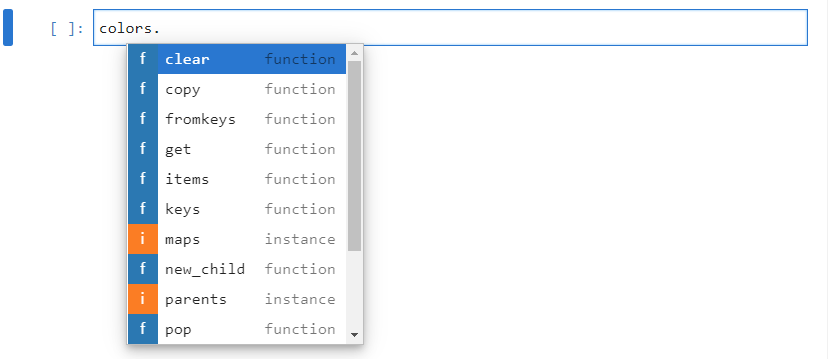 [ ]: colors.
f clear function
f copy function
f fromkeys function
f get function
f items function
f keys function
i maps instance
f new_child function
i parents instance
f pop function